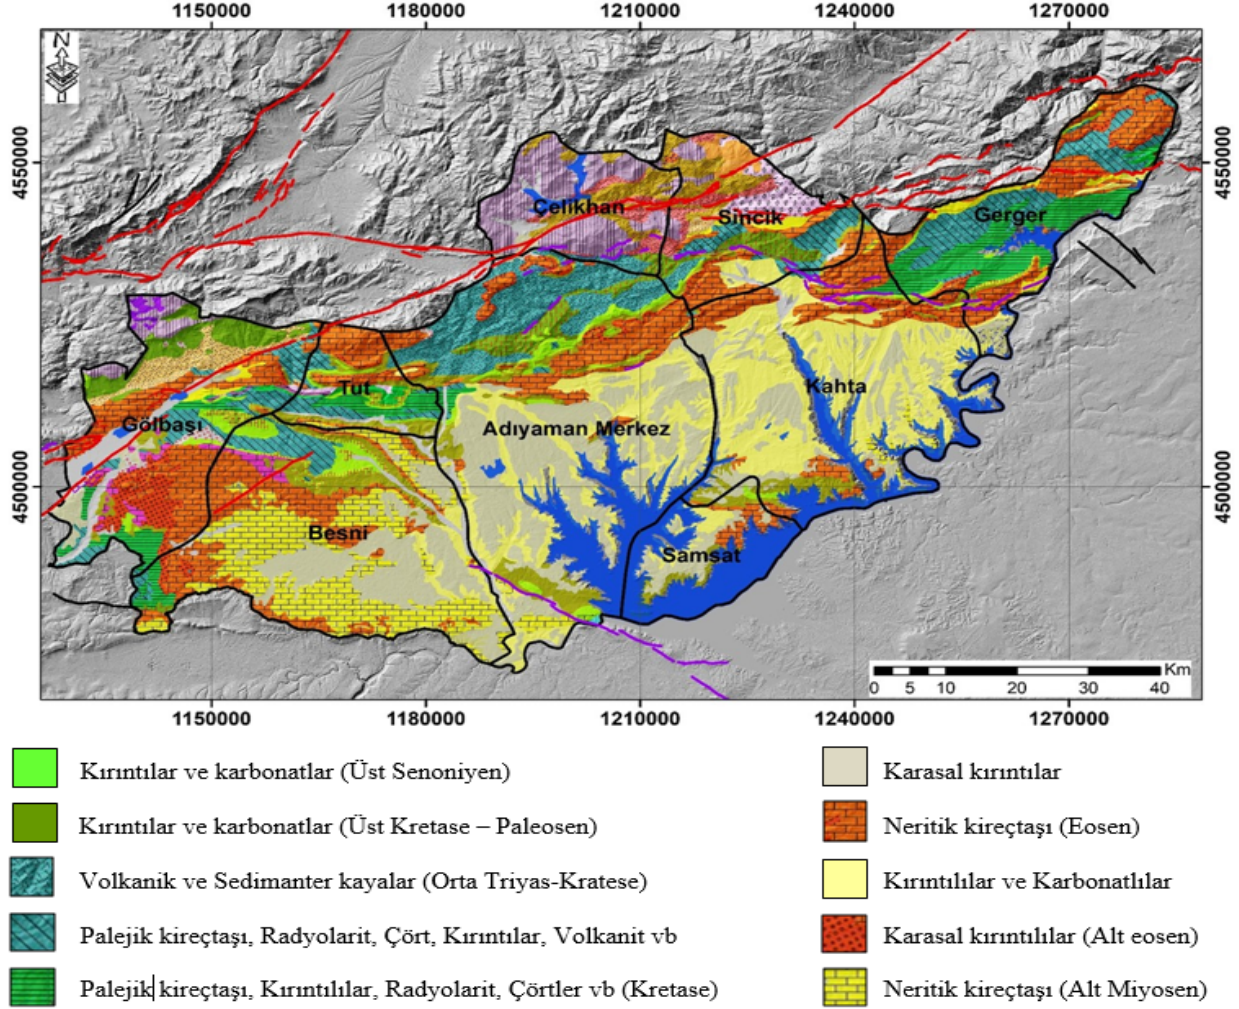 1150000 1180000 1210000 1240000 1270000
N
4550000 4550000
Çelikhan Sincik Gerger
Tut Kahta
Gölbaşı Adıyaman Merkez
4500000 4500000
Besni Samsat
Km
0 5 10 20 30 40
1150000 1180000 1210000 1240000 1270000
Kırıntılar ve karbonatlar (Üst Senoniyen)
Kırıntılar ve karbonatlar (Üst Kretase – Paleosen)
Volkanik ve Sedimanter kayalar (Orta Triyas-Kratese)
Palejik kireçtaşı, Radyolarit, Çört, Kırıntılar, Volkanit vb
Palejik kireçtaşı, Kırıntılılar, Radyolarit, Çörtler vb (Kretase)
Karasal kırıntılar
Neritik kireçtaşı (Eosen)
Kırıntılılar ve Karbonatlılar
Karasal kırıntılılar (Alt eosen)
Neritik kireçtaşı (Alt Miyosen)